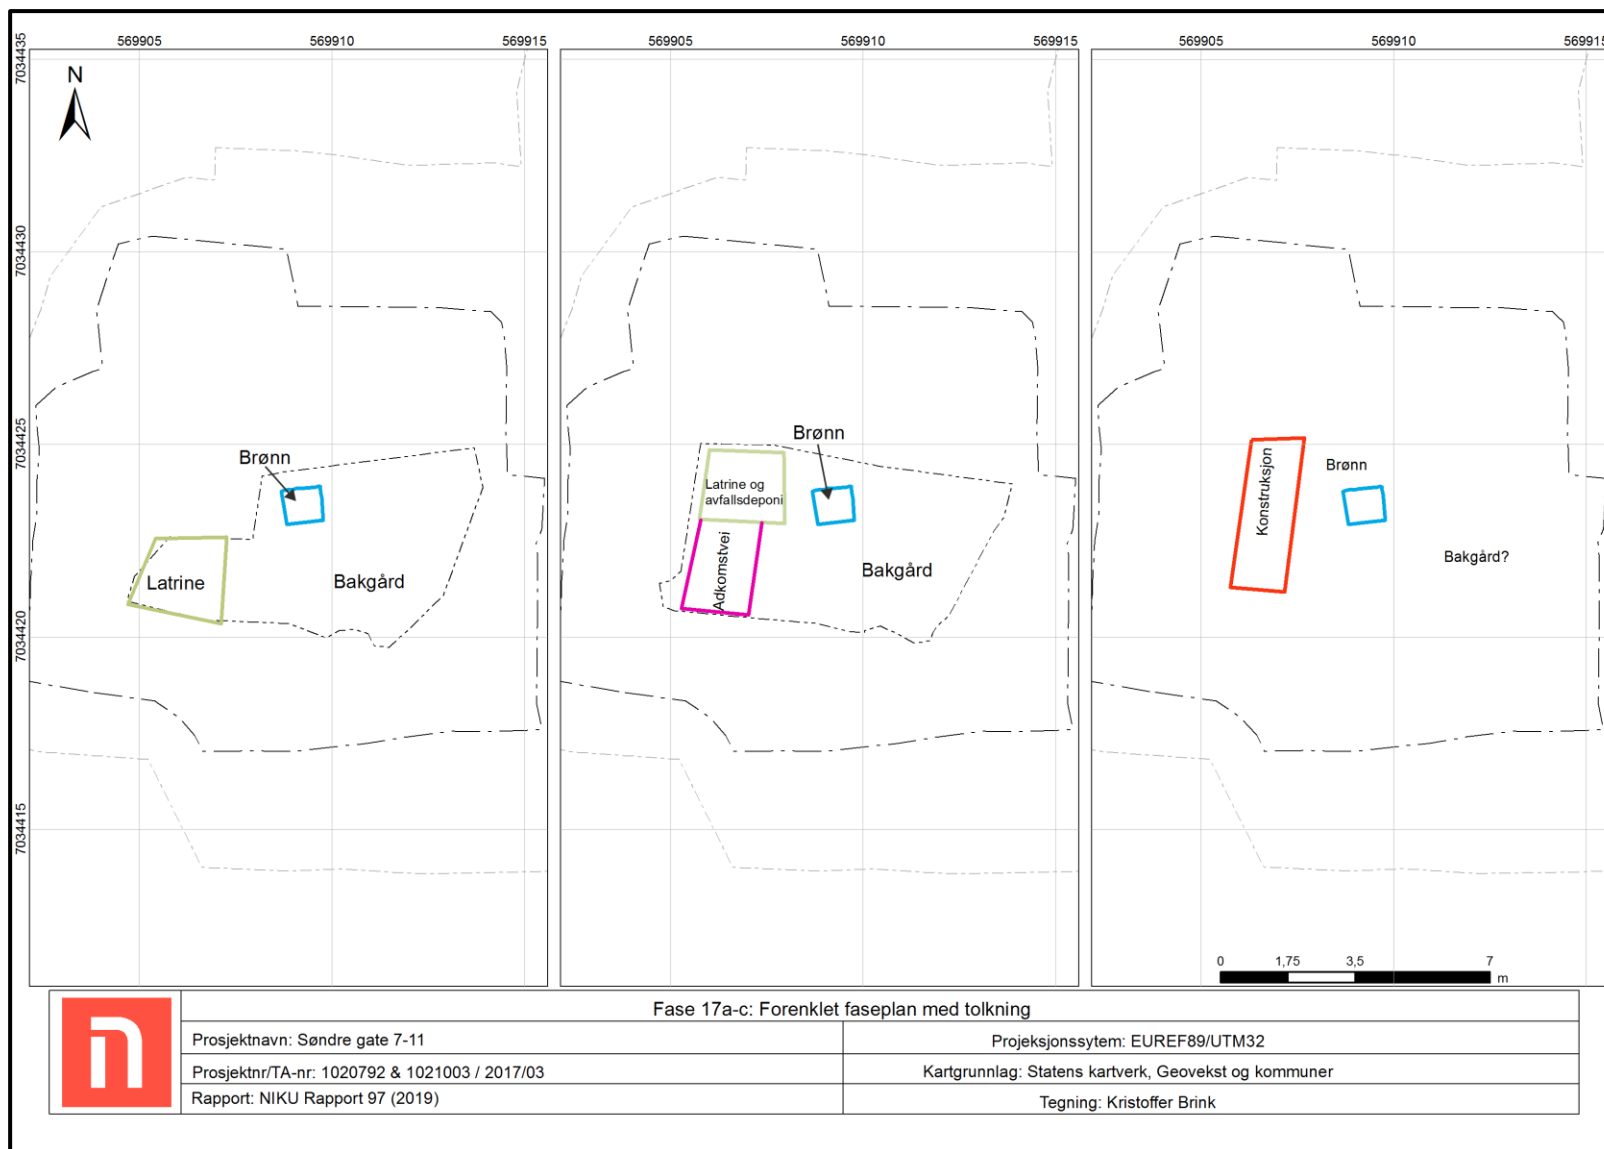 569905 569910 569915
569905 569910 569915
569905 569910 569915
7034435
7034430
7034425
7034420
7034415
N
Brønn
Latrine
Bakgård
Brønn
Latrine og
avfallsdeponi
Adkomstvei
Bakgård
Konstruksjon
Brønn
Bakgård?
0 1,75 3,5 7
m
Fase 17a-c: Forenklet faseplan med tolkning
Prosjektnavn: Søndre gate 7-11
Projeksjonssytem: EUREF89/UTM32
Prosjektnr/TA-nr: 1020792 & 1021003 / 2017/03
Kartgrunnlag: Statens kartverk, Geovekst og kommuner
Rapport: NIKU Rapport 97 (2019)
Tegning: Kristoffer Brink